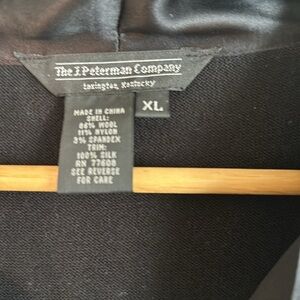 The J. Peterman Company
Lexington, Kentucky
XL
MADE IN CHINA
SHELL:
86% WOOL
11% NYLON
3% SPANDEX
TRIM:
100% SILK
RN 77608
SEE REVERSE
FOR CARE